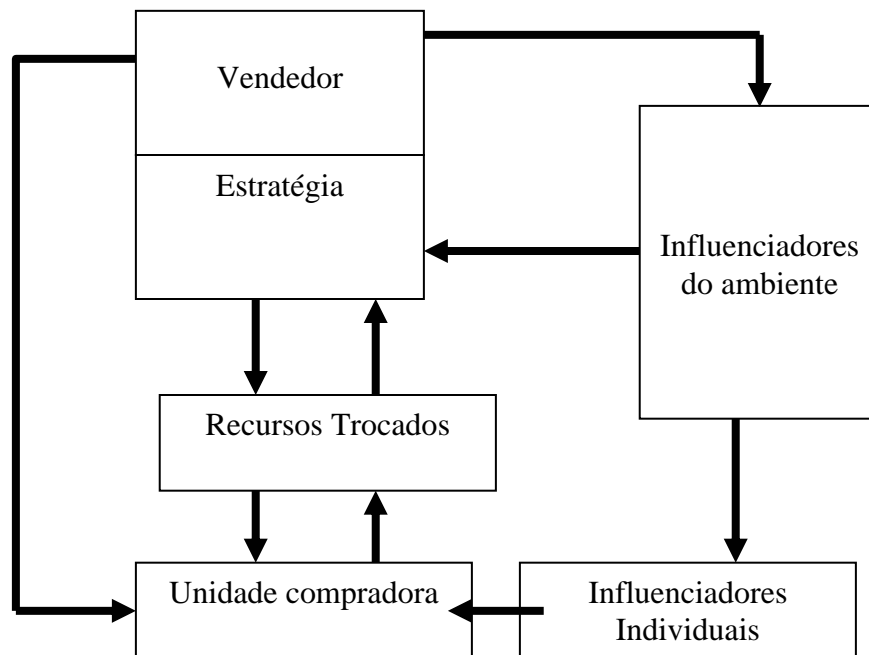 Vendedor
Estratégia
Influenciadores
do ambiente
Recursos Trocados
Unidade compradora
Influenciadores
Individuais